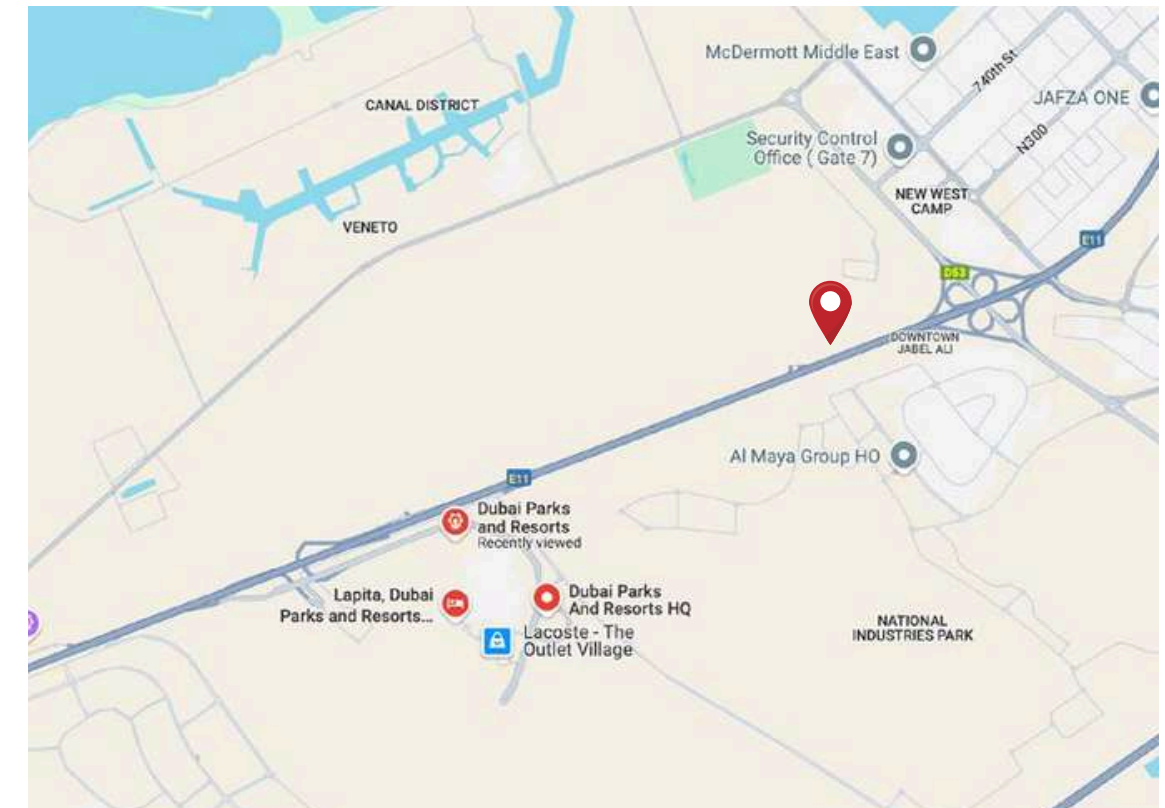 McDermott Middle East
740th St
CANAL DISTRICT
JAFZA ONE
Security Control
Office ( Gate 7)
N300
NEW WEST
CAMP
VENETO
E11
D53
DOWNTOWN
JABEL ALI
Al Maya Group HO
E11
Dubai Parks
and Resorts
Recently viewed
Lapita, Dubai
Parks and Resorts...
Dubai Parks
And Resorts HQ
Lacoste - The
Outlet Village
NATIONAL
INDUSTRIES PARK